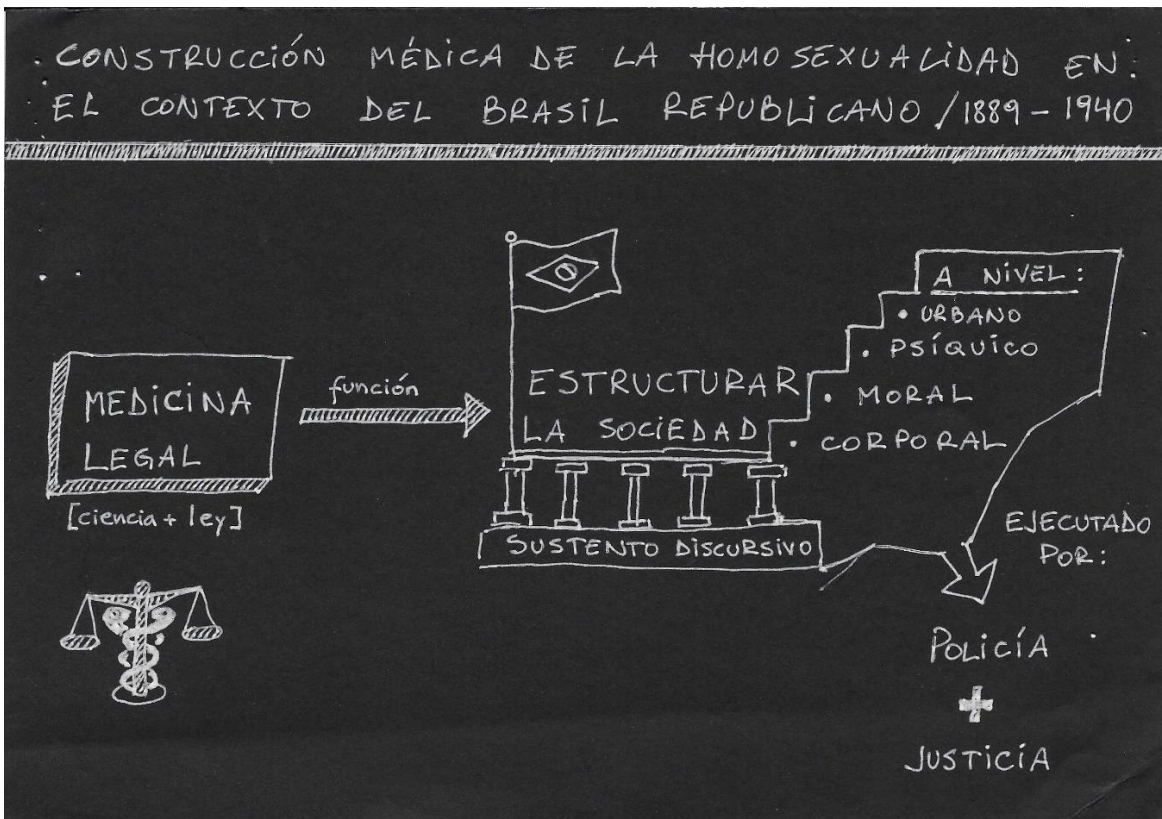 CONSTRUCCIÓN MÉDICA DE LA HOMOSEXUALIDAD EN
EL CONTEXTO DEL BRASIL REPUBLICANO / 1889 - 1940
MEDICINA
LEGAL
[ciencia + ley]
función
ESTRUCTURAR
LA SOCIEDAD
SUSTENTO DISCURSIVO
A NIVEL:
• URBANO
• PSÍQUICO
• MORAL
• CORPORAL
EJECUTADO
POR:
POLICÍA
+
JUSTICIA